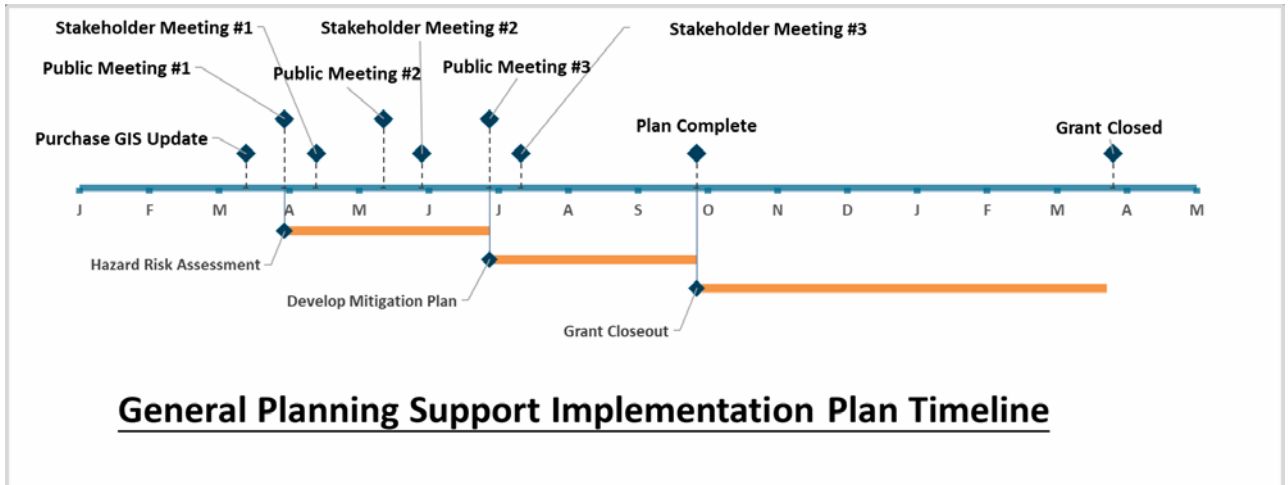 Stakeholder Meeting #1
Stakeholder Meeting #2
Stakeholder Meeting #3
Public Meeting #1
Public Meeting #2
Public Meeting #3
Purchase GIS Update
Plan Complete
Grant Closed
J F M A M J J A S O N D J F M A M
Hazard Risk Assessment
Develop Mitigation Plan
Grant Closeout
General Planning Support Implementation Plan Timeline